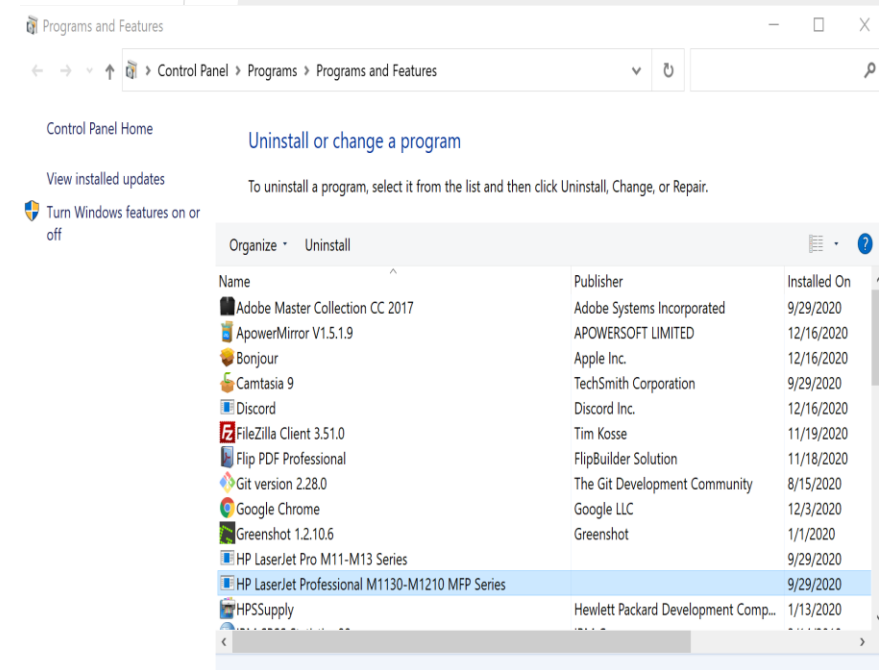 Programs and Features
Control Panel > Programs > Programs and Features
Control Panel Home
Uninstall or change a program
View installed updates
To uninstall a program, select it from the list and then click Uninstall, Change, or Repair.
Turn Windows features on or
off
Organize Uninstall
Name Publisher Installed On
Adobe Master Collection CC 2017 Adobe Systems Incorporated 9/29/2020
ApowerMirror V1.5.1.9 APOWERSOFT LIMITED 12/16/2020
Bonjour Apple Inc. 12/16/2020
Camtasia 9 TechSmith Corporation 9/29/2020
Discord Discord Inc. 12/16/2020
FileZilla Client 3.51.0 Tim Kosse 11/19/2020
Flip PDF Professional FlipBuilder Solution 11/18/2020
Git version 2.28.0 The Git Development Community 8/15/2020
Google Chrome Google LLC 12/3/2020
Greenshot 1.2.10.6 Greenshot 1/1/2020
HP LaserJet Pro M11-M13 Series 9/29/2020
HP LaserJet Professional M1130-M1210 MFP Series 9/29/2020
HPSSupply Hewlett Packard Development Comp... 1/13/2020